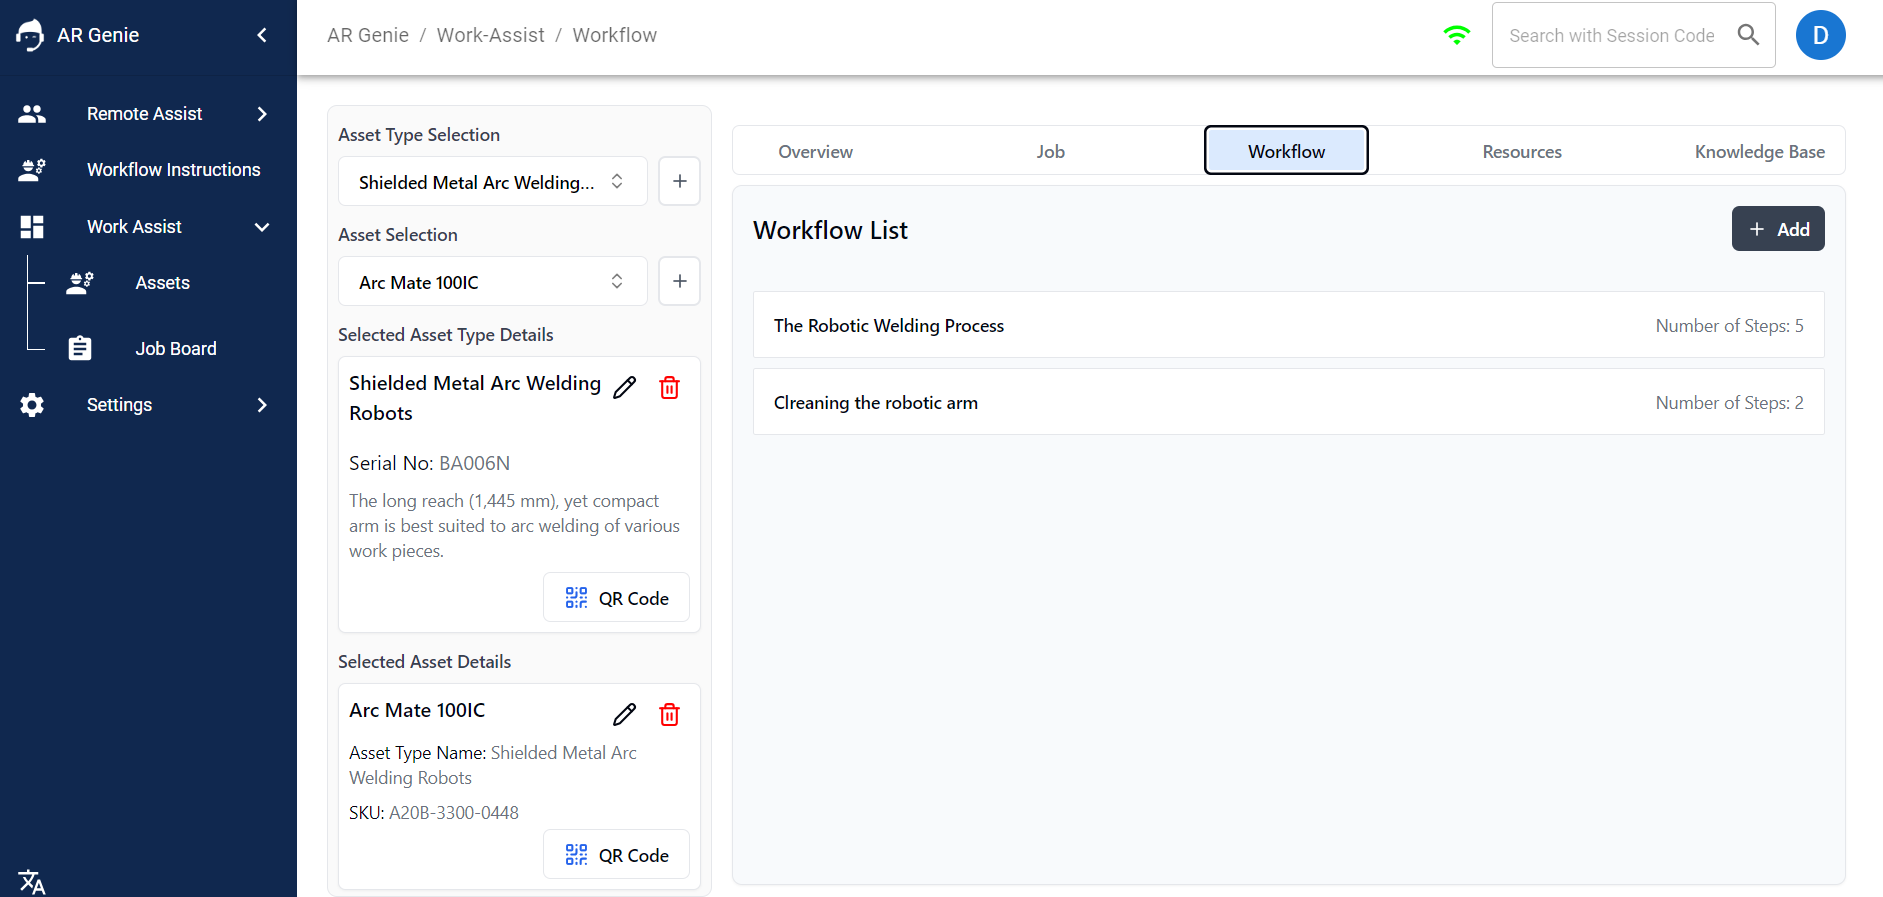 AR Genie
AR Genie / Work-Assist / Workflow
Search with Session Code
D
Remote Assist
Workflow Instructions
Work Assist
Assets
Job Board
Settings
Asset Type Selection
Shielded Metal Arc Welding...
Asset Selection
Arc Mate 100IC
Selected Asset Type Details
Shielded Metal Arc Welding
Robots
Serial No: BA006N
The long reach (1,445 mm), yet compact
arm is best suited to arc welding of various
work pieces.
QR Code
Selected Asset Details
Arc Mate 100IC
Asset Type Name: Shielded Metal Arc
Welding Robots
SKU: A20B-3300-0448
QR Code
Overview
Job
Workflow
Resources
Knowledge Base
Workflow List
+ Add
The Robotic Welding Process
Number of Steps: 5
Clreaning the robotic arm
Number of Steps: 2